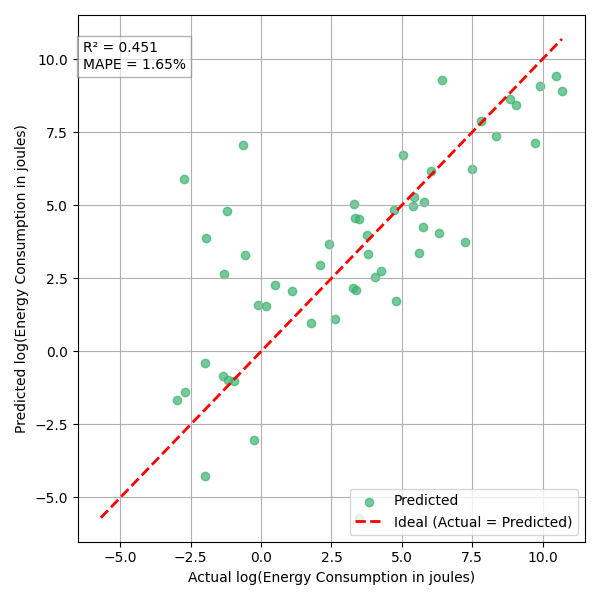 R² = 0.451
MAPE = 1.65%
10.0
7.5
5.0
2.5
0.0
−2.5
−5.0
Predicted log(Energy Consumption in joules)
Predicted
Ideal (Actual = Predicted)
−5.0 −2.5 0.0 2.5 5.0 7.5 10.0
Actual log(Energy Consumption in joules)